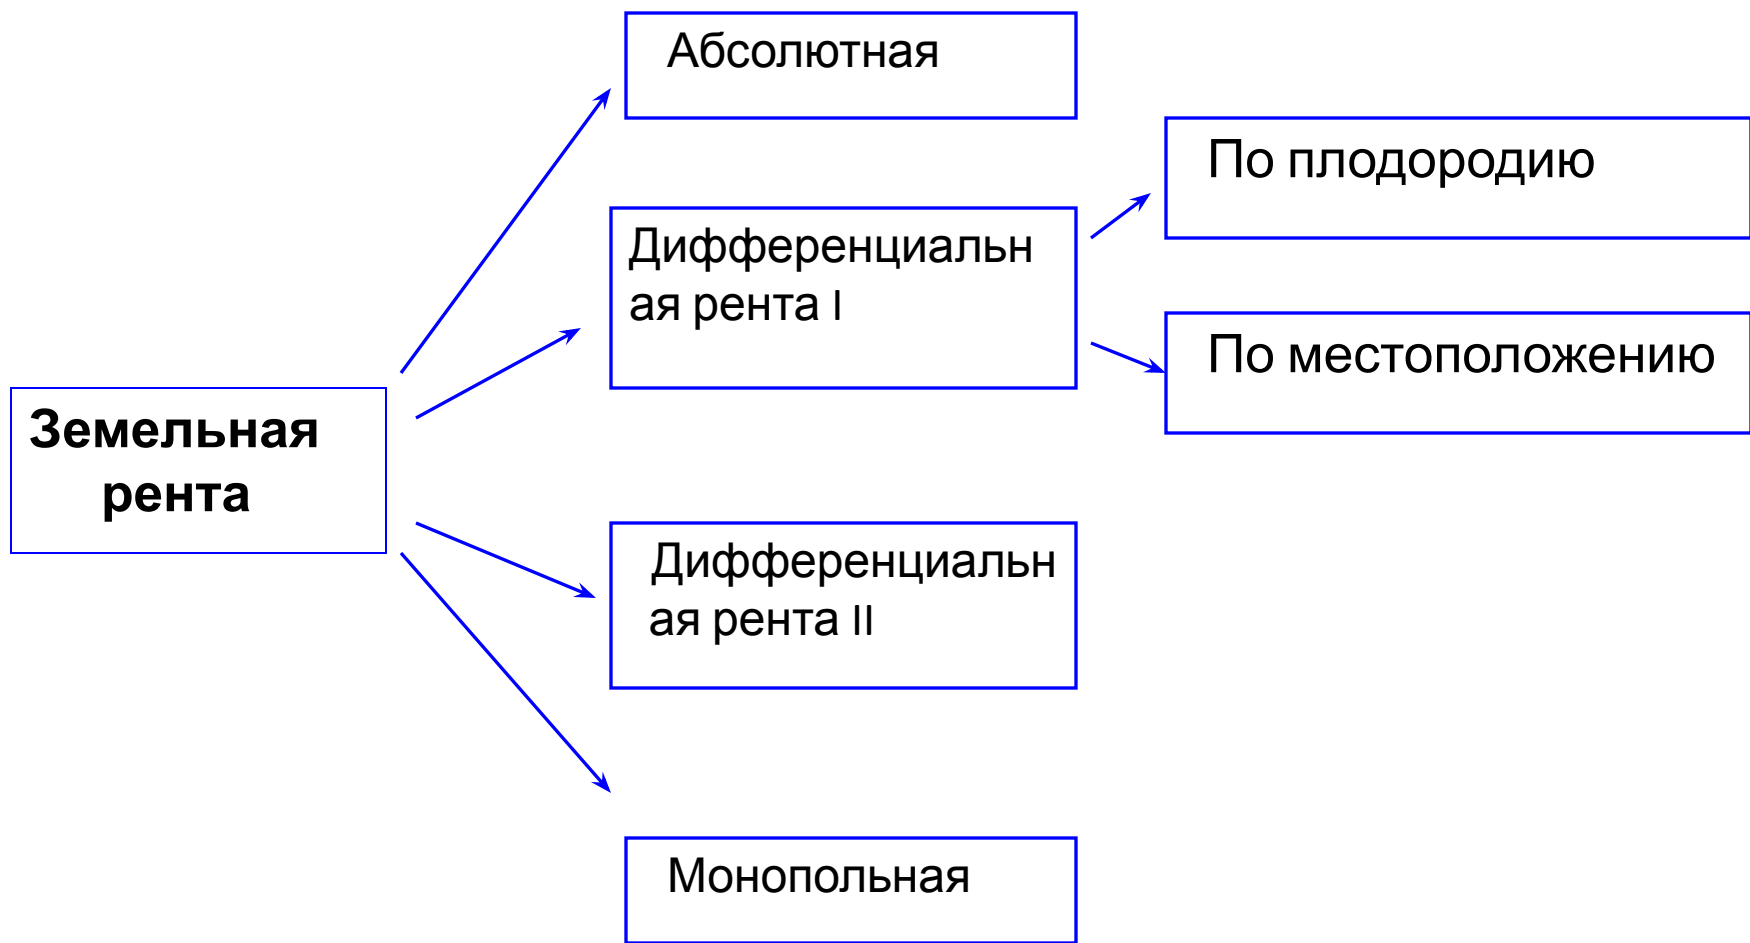 Абсолютная
По плодородию
Дифференциальн
ая рента I
По местоположению
Земельная
рента
Дифференциальн
ая рента II
Монопольная